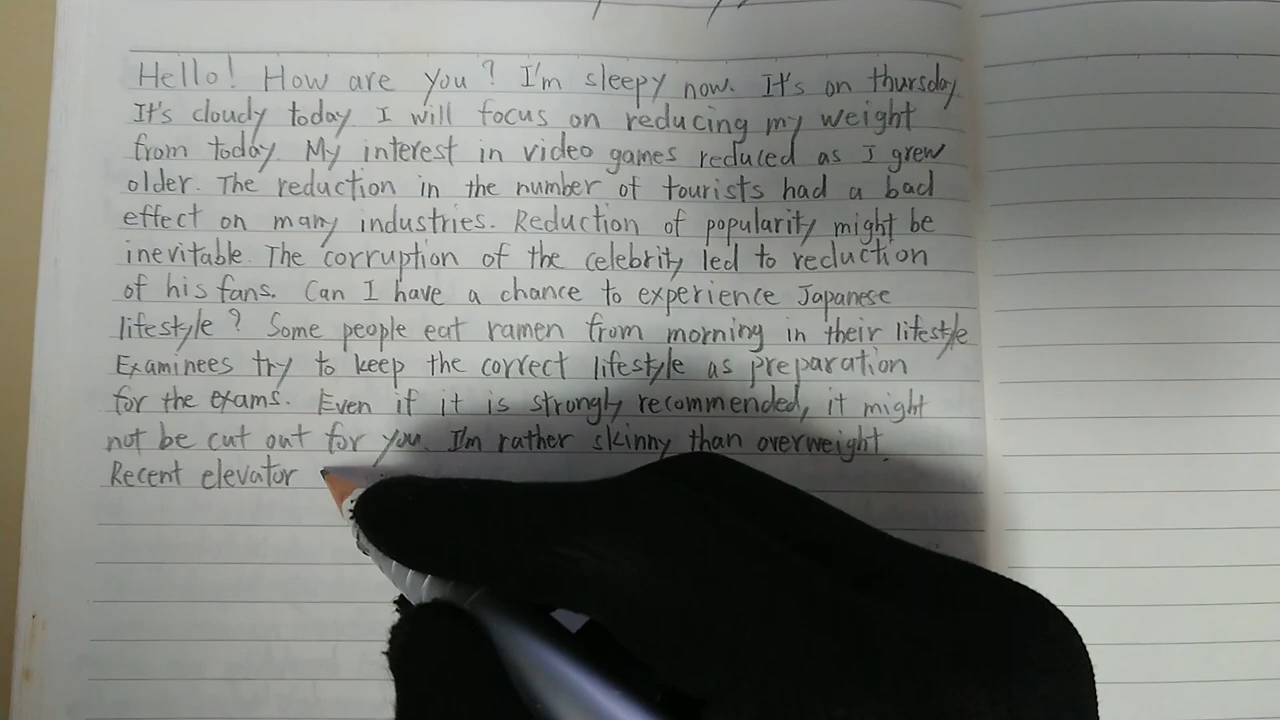 Hello! How are you? I'm sleepy now. It's on thursday
It's cloudy today. I will focus on reducing my weight
from today. My interest in video games reduced as I grew
older. The reduction in the number of tourists had a bad
effect on many industries. Reduction of popularity might be
inevitable. The corruption of the celebrity led to reduction
of his fans. Can I have a chance to experience Japanese
lifestyle? Some people eat ramen from morning in their lifestyle
Examinees try to keep the correct lifestyle as preparation
for the exams. Even if it is strongly recommended, it might
not be cut out for you. I'm rather skinny than overweight.
Recent elevator